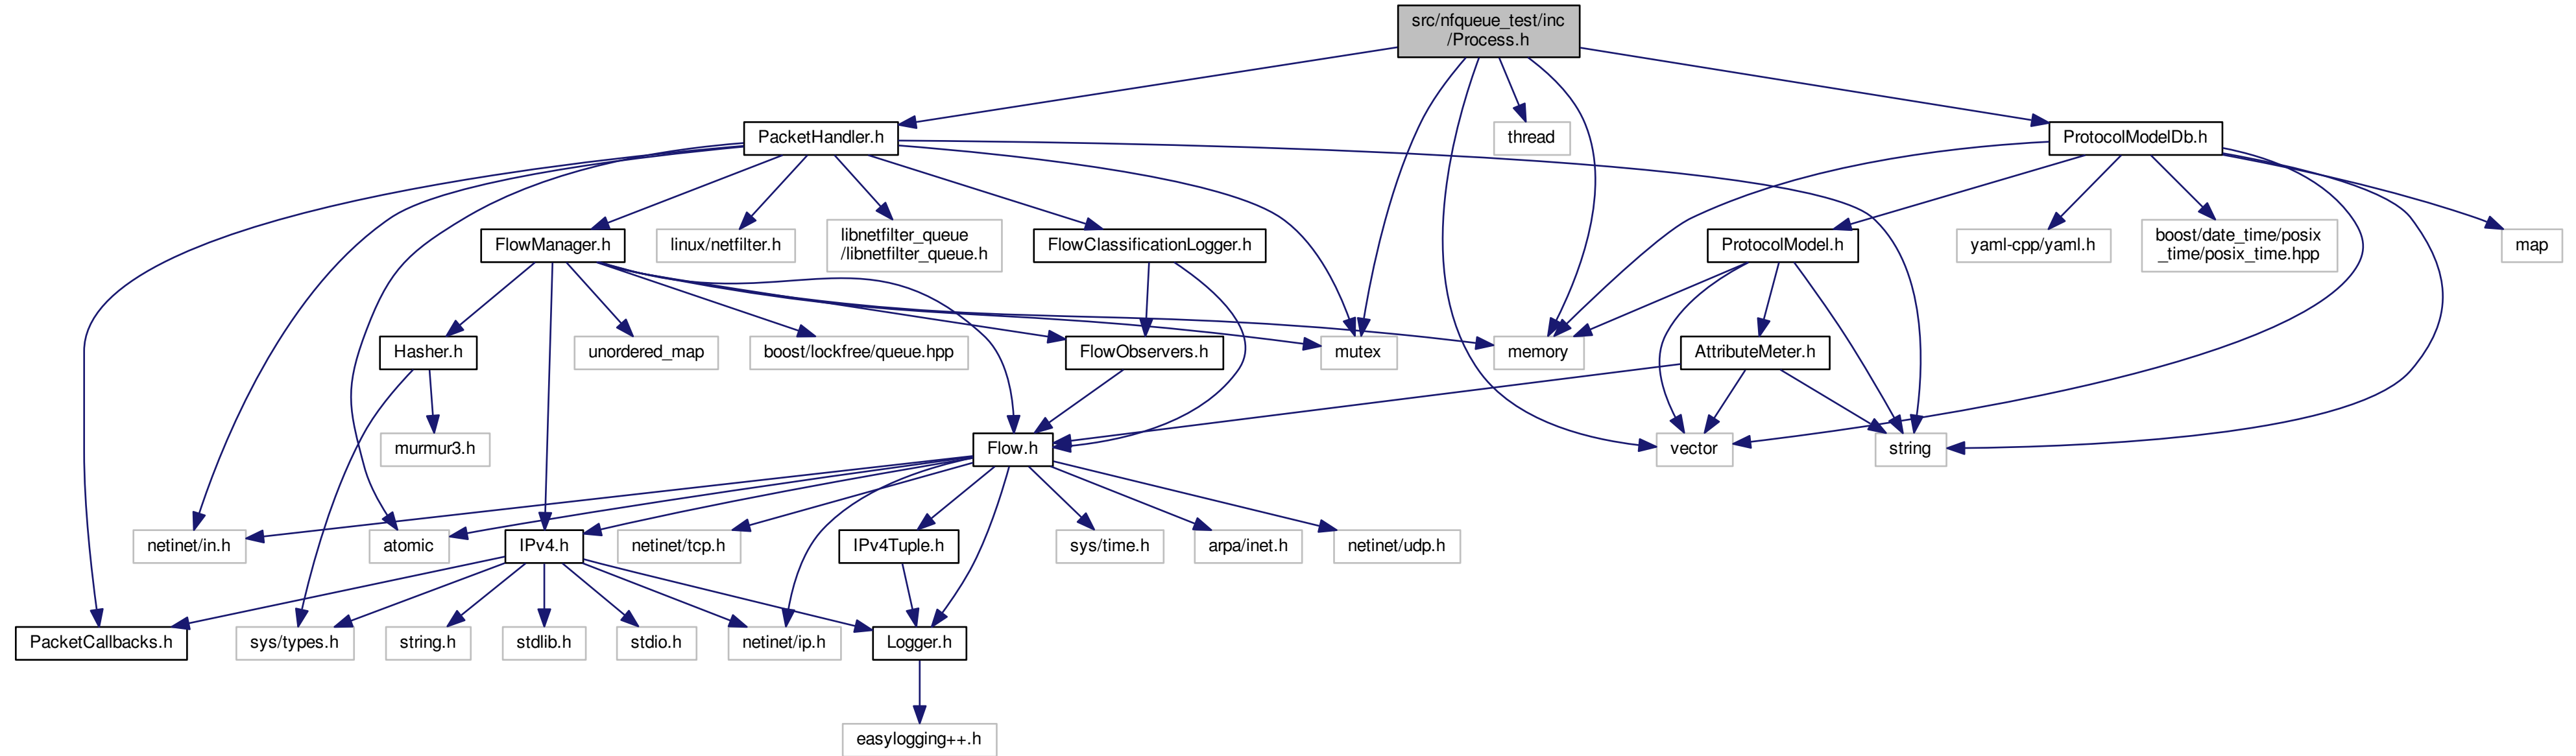 src/nfqueue_test/inc
/Process.h
PacketHandler.h
thread
ProtocolModelDb.h
FlowManager.h
linux/netfilter.h
libnetfilter_queue
/libnetfilter_queue.h
FlowClassificationLogger.h
ProtocolModel.h
yaml-cpp/yaml.h
boost/date_time/posix
_time/posix_time.hpp
map
Hasher.h
unordered_map
boost/lockfree/queue.hpp
FlowObservers.h
mutex
memory
AttributeMeter.h
murmur3.h
Flow.h
vector
string
netinet/in.h
atomic
IPv4.h
netinet/tcp.h
IPv4Tuple.h
sys/time.h
arpa/inet.h
netinet/udp.h
PacketCallbacks.h
sys/types.h
string.h
stdlib.h
stdio.h
netinet/ip.h
Logger.h
easylogging++.h